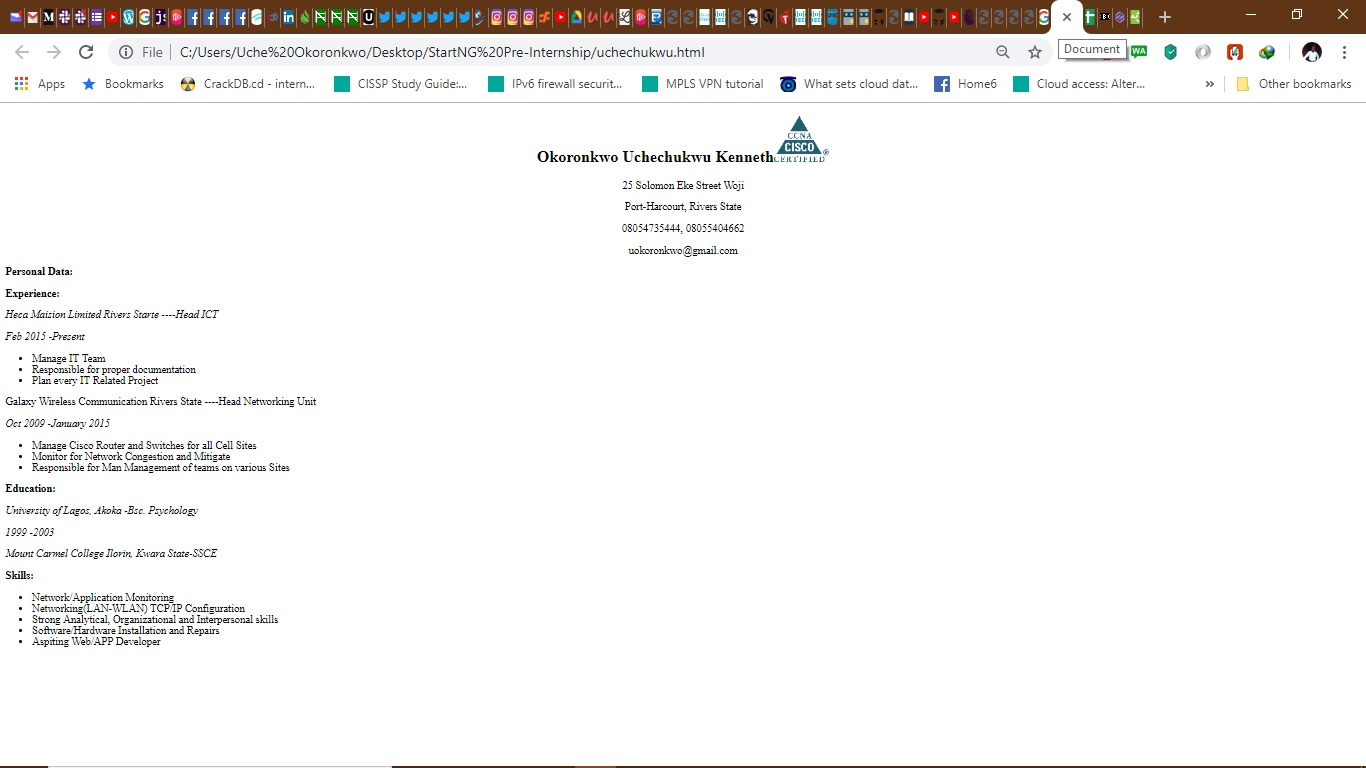 Document
File
C:/Users/Uche%20Okoronkwo/Desktop/StartNG%20Pre-Internship/uchechukwu.html
Apps
Bookmarks
CrackDB.cd - intern...
CISSP Study Guide:...
IPv6 firewall securit...
MPLS VPN tutorial
What sets cloud dat...
Home6
Cloud access: Alter...
»
Other bookmarks
CCNA
CISCO
CERTIFIED®
Okoronkwo Uchechukwu Kenneth
25 Solomon Eke Street Woji
Port-Harcourt, Rivers State
08054735444, 08055404662
uokoronkwo@gmail.com
Personal Data:
Experience:
Heca Maision Limited Rivers Starte ----Head ICT
Feb 2015 -Present
Manage IT Team
Responsible for proper documentation
Plan every IT Related Project
Galaxy Wireless Communication Rivers State ----Head Networking Unit
Oct 2009 -January 2015
Manage Cisco Router and Switches for all Cell Sites
Monitor for Network Congestion and Mitigate
Responsible for Man Management of teams on various Sites
Education:
University of Lagos, Akoka -Bsc. Psychology
1999 -2003
Mount Carmel College Ilorin, Kwara State-SSCE
Skills:
Network/Application Monitoring
Networking(LAN-WLAN) TCP/IP Configuration
Strong Analytical, Organizational and Interpersonal skills
Software/Hardware Installation and Repairs
Aspiting Web/APP Developer